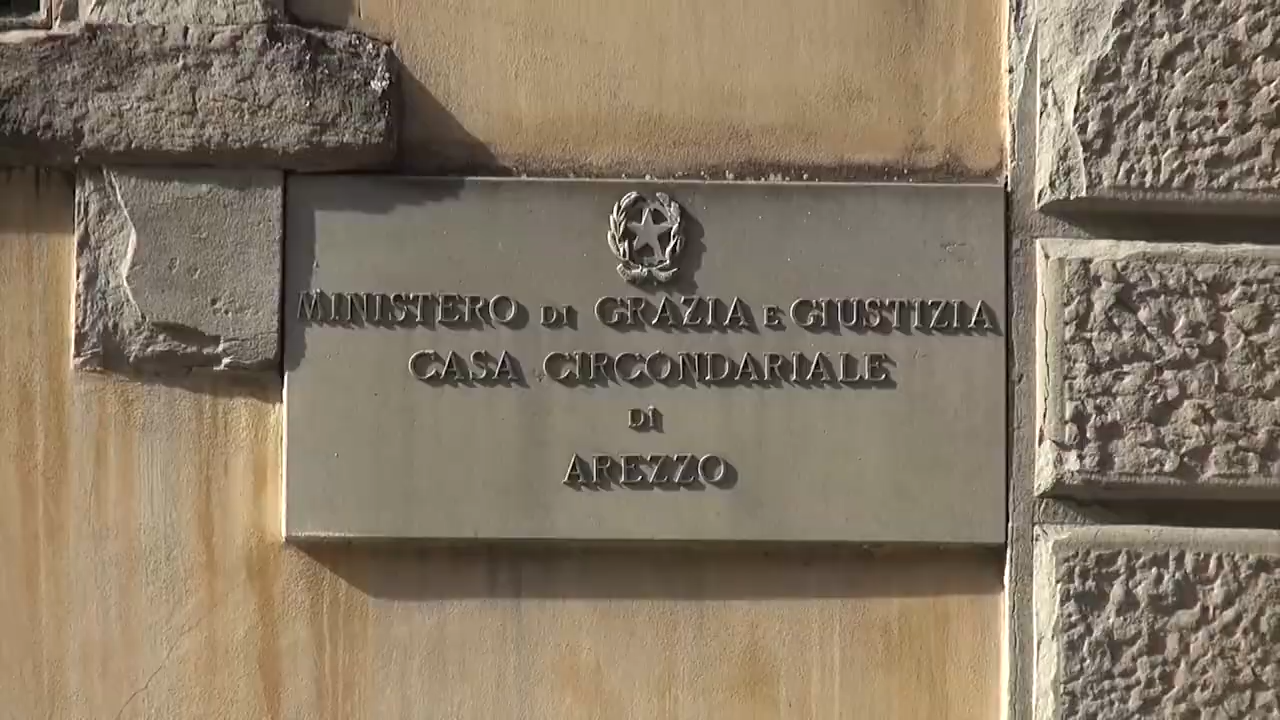 MINISTERO Di GRAZIA E GIUSTIZIA
CASA CIRCONDARIALE
Di
AREZZO